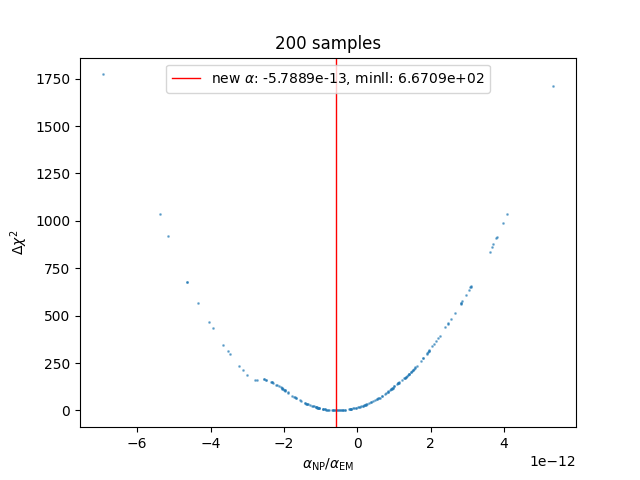 200 samples
new α: -5.7889e-13, minll: 6.6709e+02
Δχ²
1750
1500
1250
1000
750
500
250
0
−6 −4 −2 0 2 4
1e−12
α_NP/α_EM